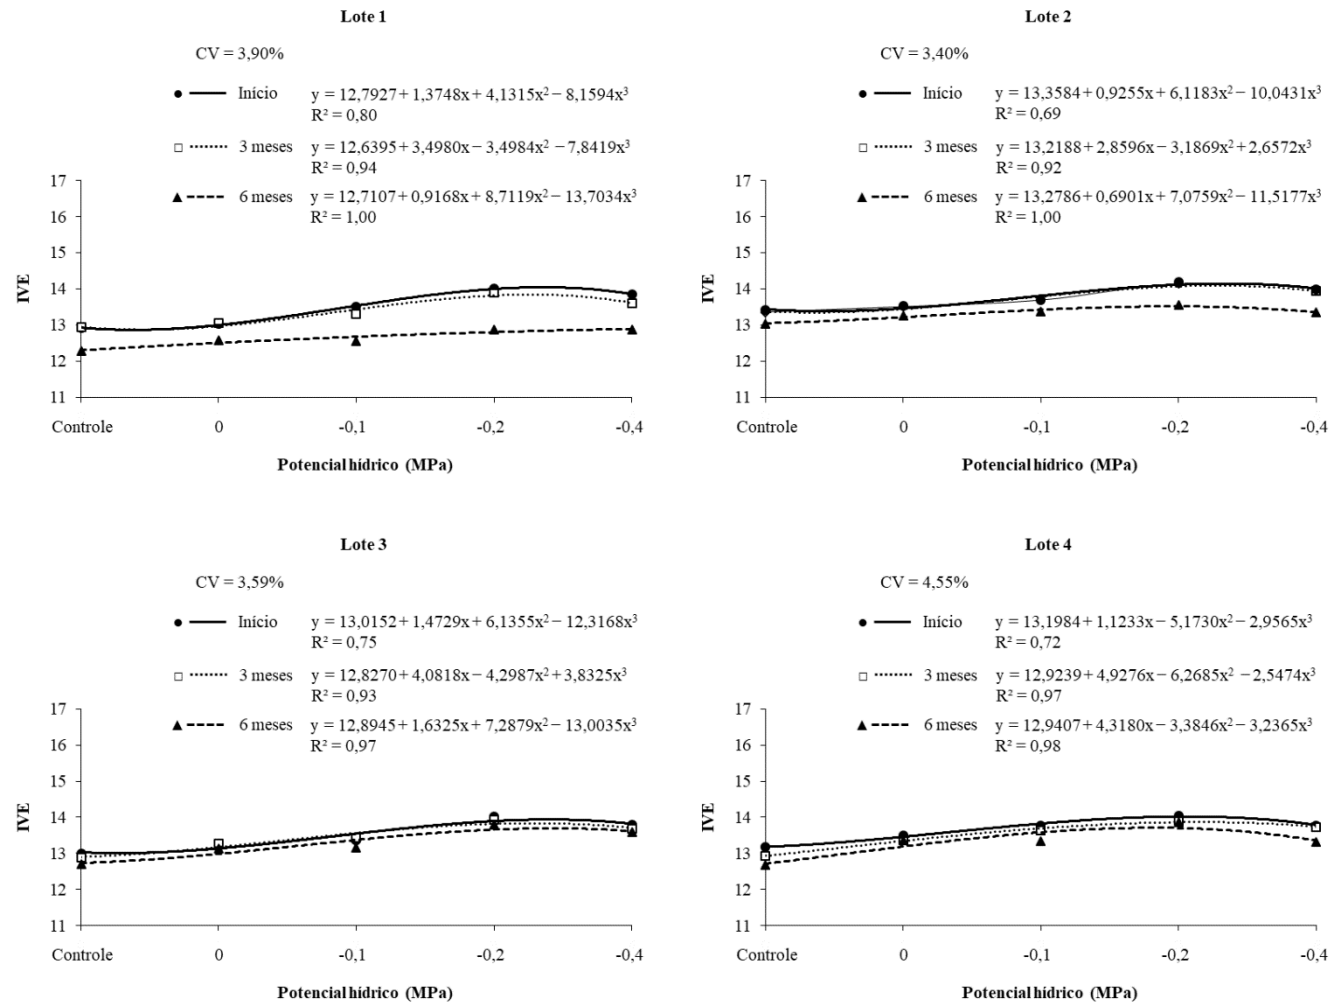 Lote 1
CV = 3,90%
Início y = 12,7927 + 1,3748x + 4,1315x² − 8,1594x³
R² = 0,80
3 meses y = 12,6395 + 3,4980x − 3,4984x² − 7,8419x³
R² = 0,94
6 meses y = 12,7107 + 0,9168x + 8,7119x² − 13,7034x³
R² = 1,00
17
16
15
14
13
12
11
IVE
Controle 0 -0,1 -0,2 -0,4
Potencial hídrico (MPa)
Lote 2
CV = 3,40%
Início y = 13,3584 + 0,9255x + 6,1183x² − 10,0431x³
R² = 0,69
3 meses y = 13,2188 + 2,8596x − 3,1869x² + 2,6572x³
R² = 0,92
6 meses y = 13,2786 + 0,6901x + 7,0759x² − 11,5177x³
R² = 1,00
17
16
15
14
13
12
11
IVE
Controle 0 -0,1 -0,2 -0,4
Potencial hídrico (MPa)
Lote 3
CV = 3,59%
Início y = 13,0152 + 1,4729x + 6,1355x² − 12,3168x³
R² = 0,75
3 meses y = 12,8270 + 4,0818x − 4,2987x² + 3,8325x³
R² = 0,93
6 meses y = 12,8945 + 1,6325x + 7,2879x² − 13,0035x³
R² = 0,97
17
16
15
14
13
12
11
IVE
Controle 0 -0,1 -0,2 -0,4
Potencial hídrico (MPa)
Lote 4
CV = 4,55%
Início y = 13,1984 + 1,1233x − 5,1730x² − 2,9565x³
R² = 0,72
3 meses y = 12,9239 + 4,9276x − 6,2685x² − 2,5474x³
R² = 0,97
6 meses y = 12,9407 + 4,3180x − 3,3846x² − 3,2365x³
R² = 0,98
17
16
15
14
13
12
11
IVE
Controle 0 -0,1 -0,2 -0,4
Potencial hídrico (MPa)